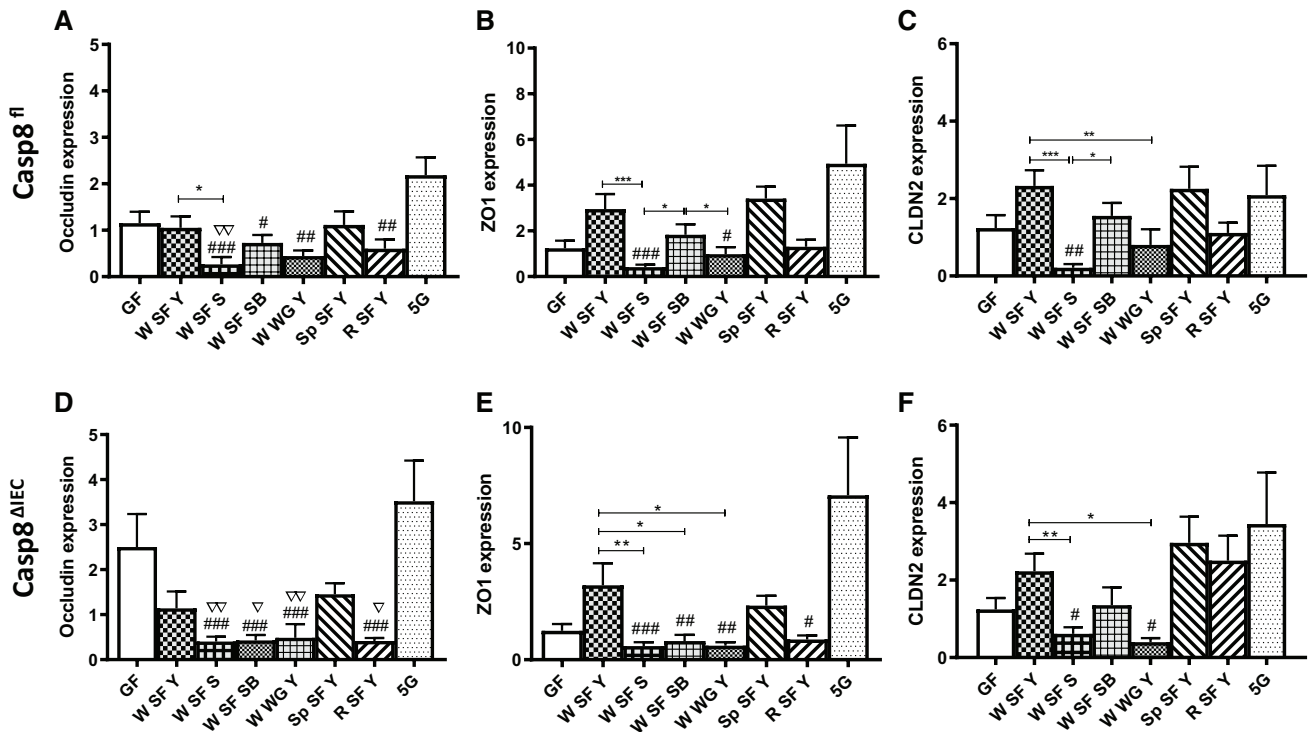 A
B
C
Casp8 fl
Occludin expression
5
4
3
2
1
0
*
▽▽
###
#
##
##
GF
W SF Y
W SF S
W SF SB
W WG Y
Sp SF Y
R SF Y
5G
ZO1 expression
10
8
6
4
2
0
***
*
*
###
#
GF
W SF Y
W SF S
W SF SB
W WG Y
Sp SF Y
R SF Y
5G
CLDN2 expression
6
4
2
0
**
***
*
##
GF
W SF Y
W SF S
W SF SB
W WG Y
Sp SF Y
R SF Y
5G
D
E
F
Casp8 ΔIEC
Occludin expression
5
4
3
2
1
0
▽▽
###
▽
###
▽▽
###
▽
###
GF
W SF Y
W SF S
W SF SB
W WG Y
Sp SF Y
R SF Y
5G
ZO1 expression
10
5
0
*
*
**
###
##
##
#
GF
W SF Y
W SF S
W SF SB
W WG Y
Sp SF Y
R SF Y
5G
CLDN2 expression
6
4
2
0
*
**
#
#
GF
W SF Y
W SF S
W SF SB
W WG Y
Sp SF Y
R SF Y
5G